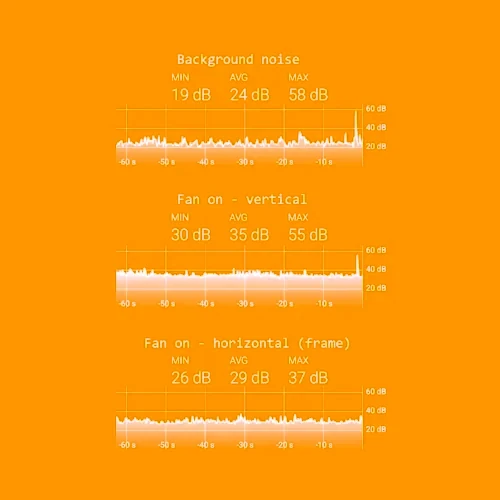 Background noise
MIN AVG MAX
19 dB 24 dB 58 dB
60 dB
40 dB
20 dB
-60 s -50 s -40 s -30 s -20 s -10 s
Fan on - vertical
MIN AVG MAX
30 dB 35 dB 55 dB
60 dB
40 dB
20 dB
-60 s -50 s -40 s -30 s -20 s -10 s
Fan on - horizontal (frame)
MIN AVG MAX
26 dB 29 dB 37 dB
60 dB
40 dB
20 dB
-60 s -50 s -40 s -30 s -20 s -10 s